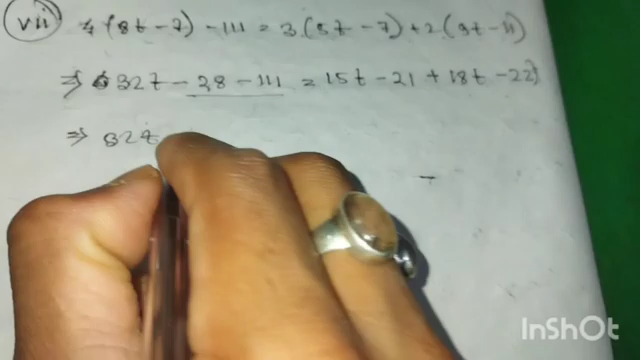 vii) 4(8t-7)-111 = 3(5t-7)+2(9t-11)
⇒ 32t-28-111 = 15t-21+18t-22
⇒ 32t
InShOt